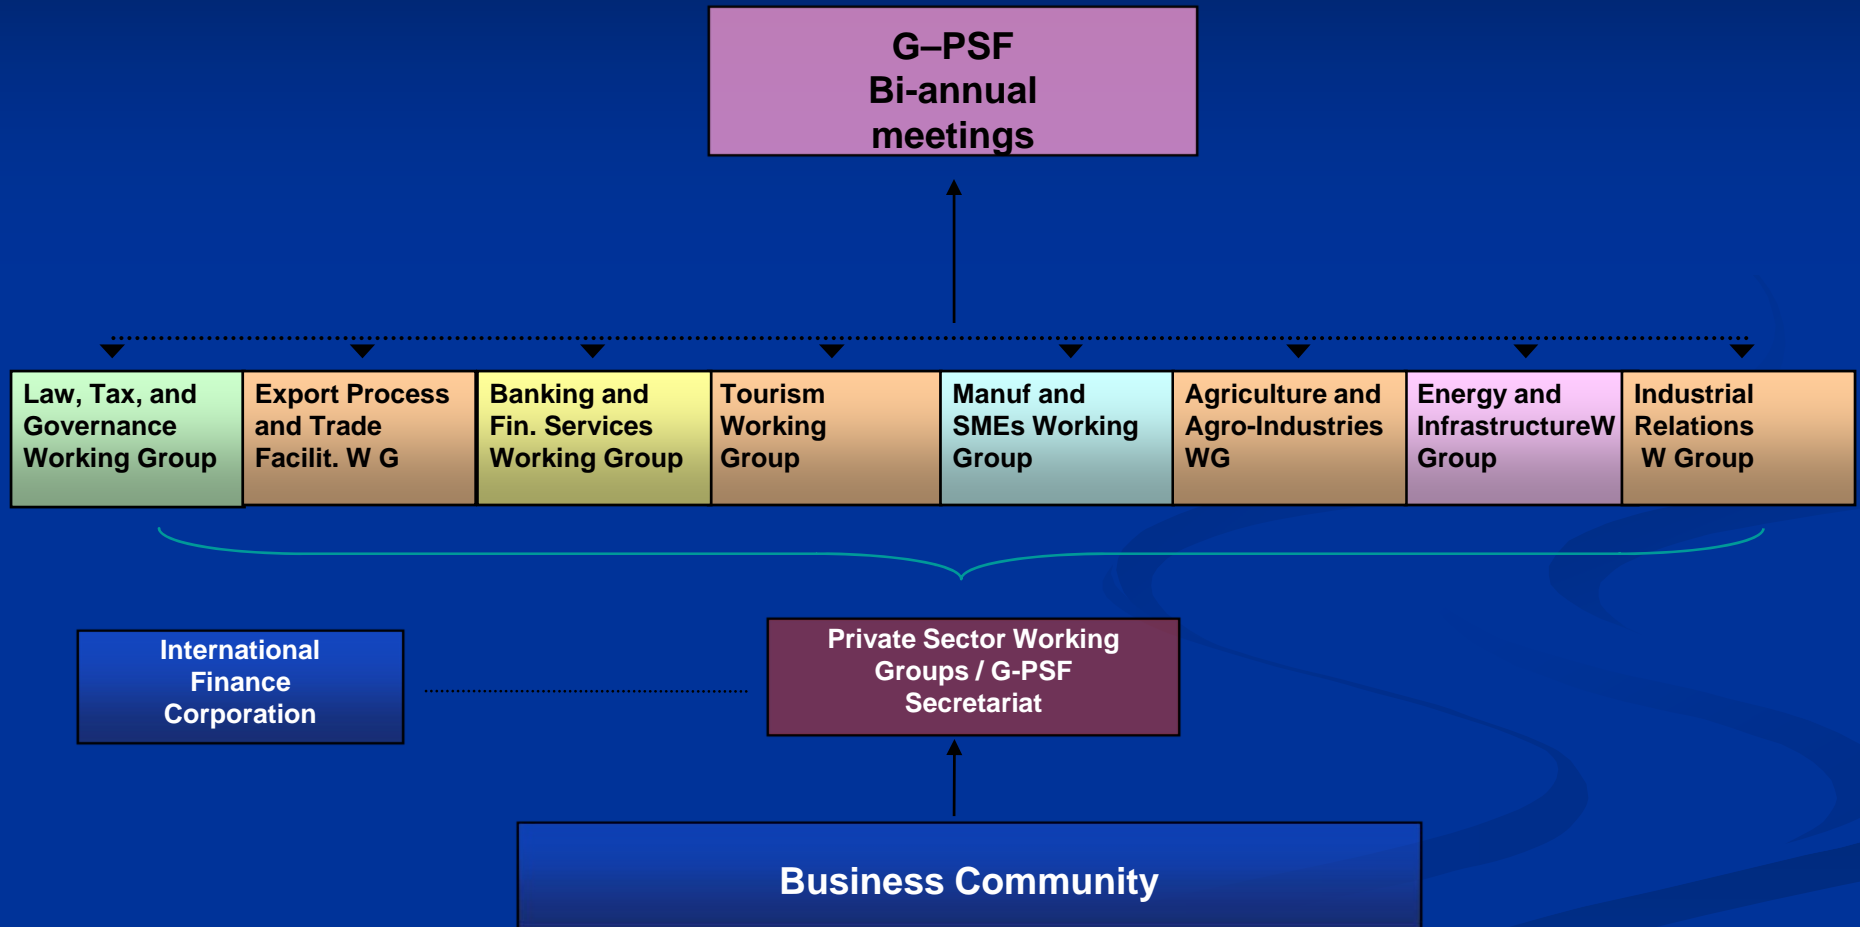 G–PSF
Bi-annual
meetings
Law, Tax, and
Governance
Working Group
Export Process
and Trade
Facilit. W G
Banking and
Fin. Services
Working Group
Tourism
Working
Group
Manuf and
SMEs Working
Group
Agriculture and
Agro-Industries
WG
Energy and
InfrastructureW
Group
Industrial
Relations
W Group
International
Finance
Corporation
Private Sector Working
Groups / G-PSF
Secretariat
Business Community